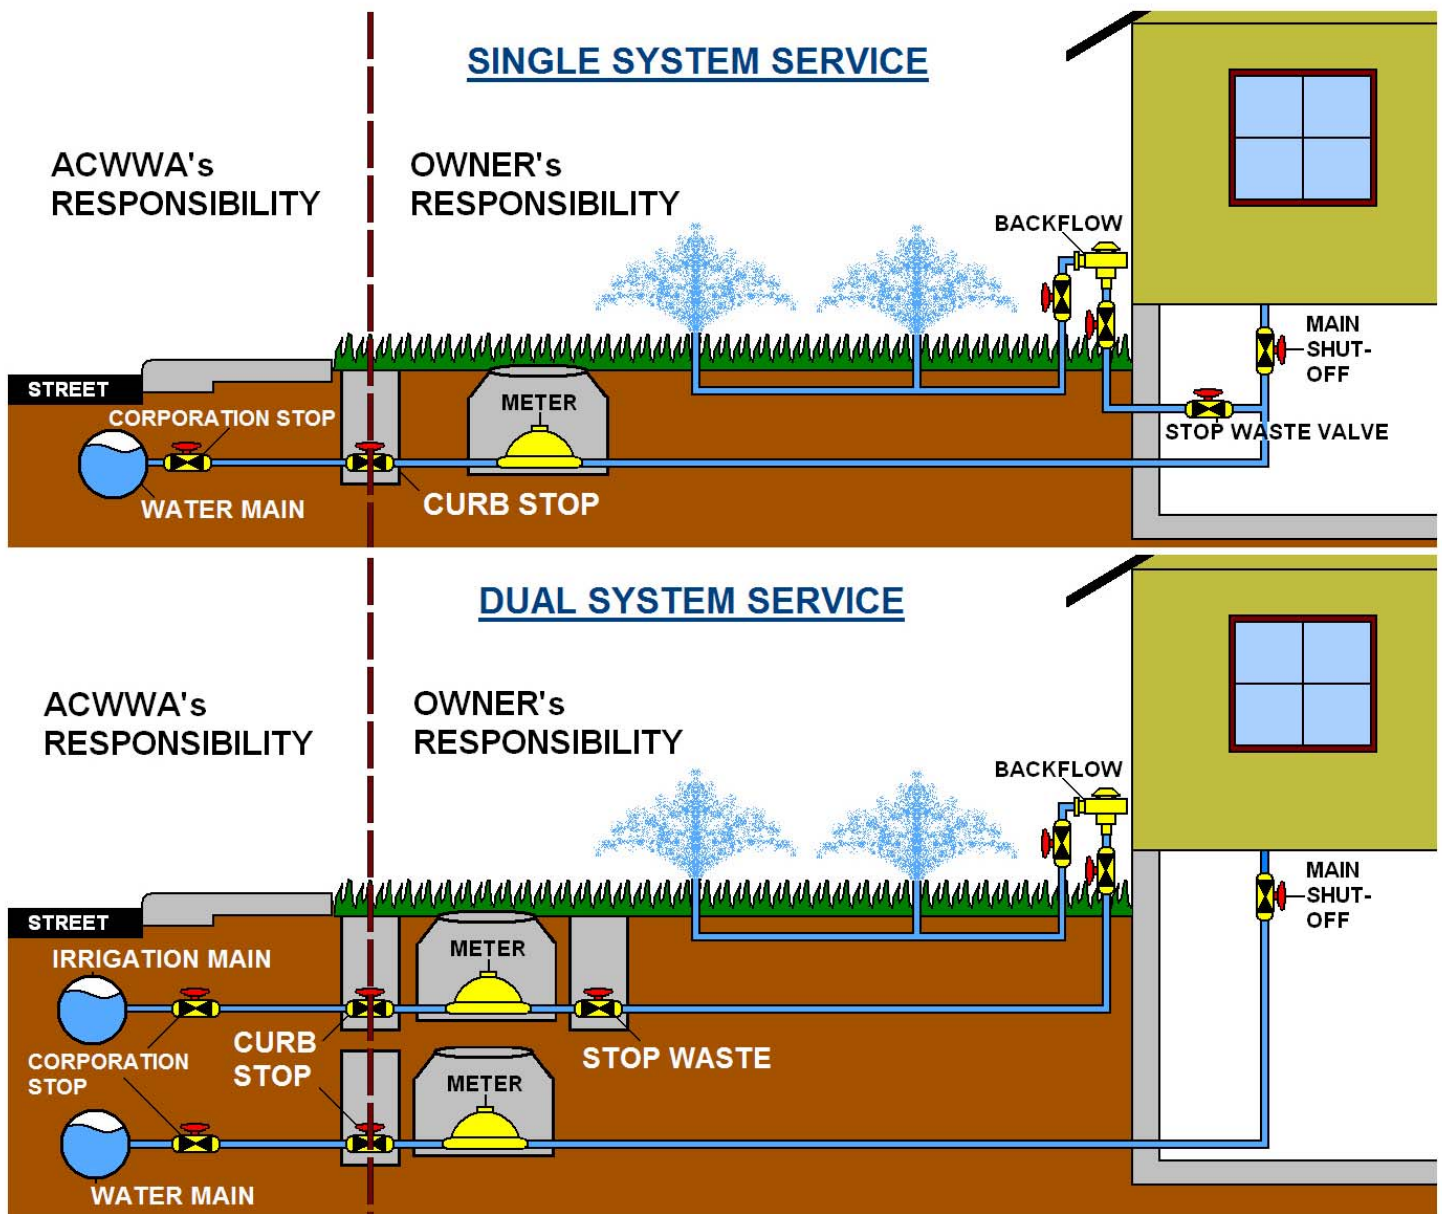 SINGLE SYSTEM SERVICE
ACWWA's
RESPONSIBILITY
OWNER's
RESPONSIBILITY
BACKFLOW
MAIN
SHUT-
OFF
STREET
CORPORATION STOP
METER
STOP WASTE VALVE
WATER MAIN
CURB STOP
DUAL SYSTEM SERVICE
ACWWA's
RESPONSIBILITY
OWNER's
RESPONSIBILITY
BACKFLOW
MAIN
SHUT-
OFF
STREET
IRRIGATION MAIN
METER
CORPORATION
STOP
CURB
STOP
STOP WASTE
METER
WATER MAIN